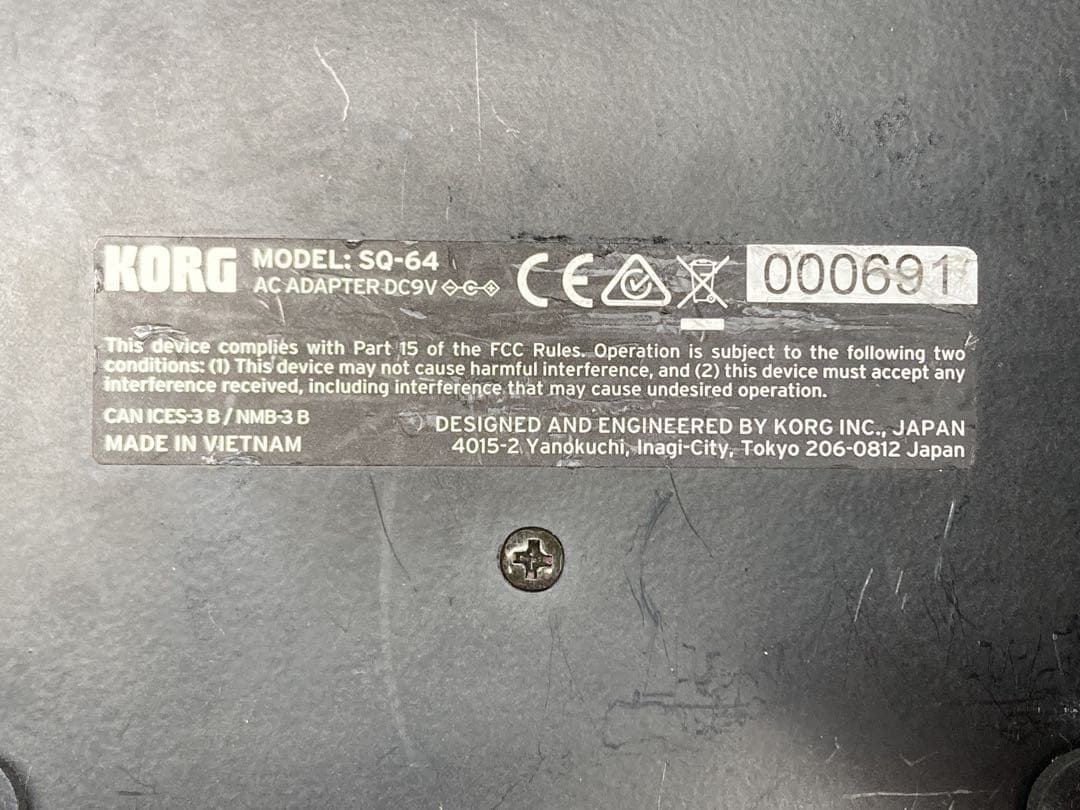 KORG
MODEL: SQ-64
AC ADAPTER DC9V
CE
000691
This device complies with Part 15 of the FCC Rules. Operation is subject to the following two
conditions: (1) This device may not cause harmful interference, and (2) this device must accept any
interference received, including interference that may cause undesired operation.
CAN ICES-3 B / NMB-3 B
MADE IN VIETNAM
DESIGNED AND ENGINEERED BY KORG INC., JAPAN
4015-2 Yanokuchi, Inagi-City, Tokyo 206-0812 Japan